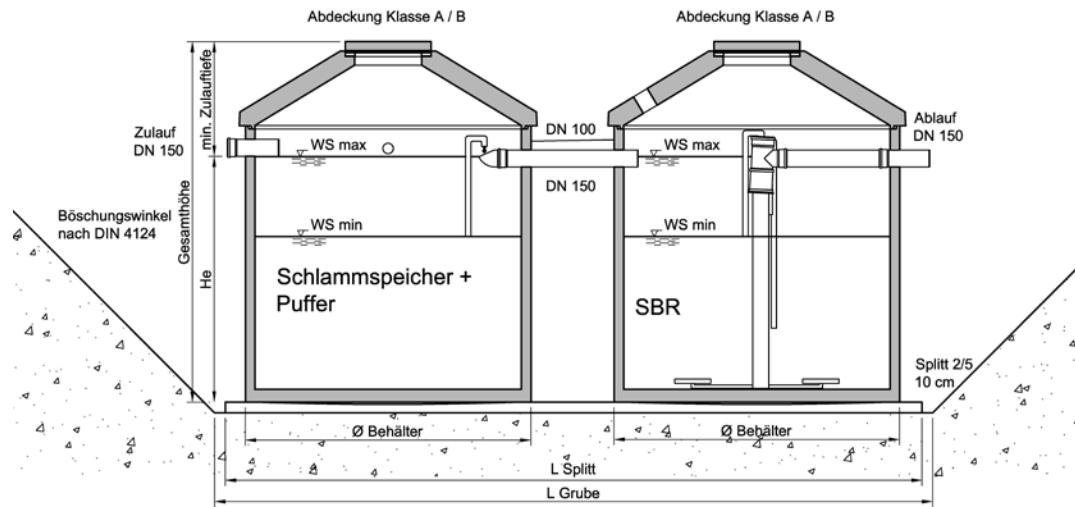 Abdeckung Klasse A / B
Abdeckung Klasse A / B
min. Zulauftiefe
Gesamthöhe
He
Zulauf
DN 150
WS max
DN 100
DN 150
WS max
Ablauf
DN 150
Böschungswinkel
nach DIN 4124
WS min
WS min
Schlammspeicher +
Puffer
SBR
Splitt 2/5
10 cm
Ø Behälter
Ø Behälter
L Splitt
L Grube